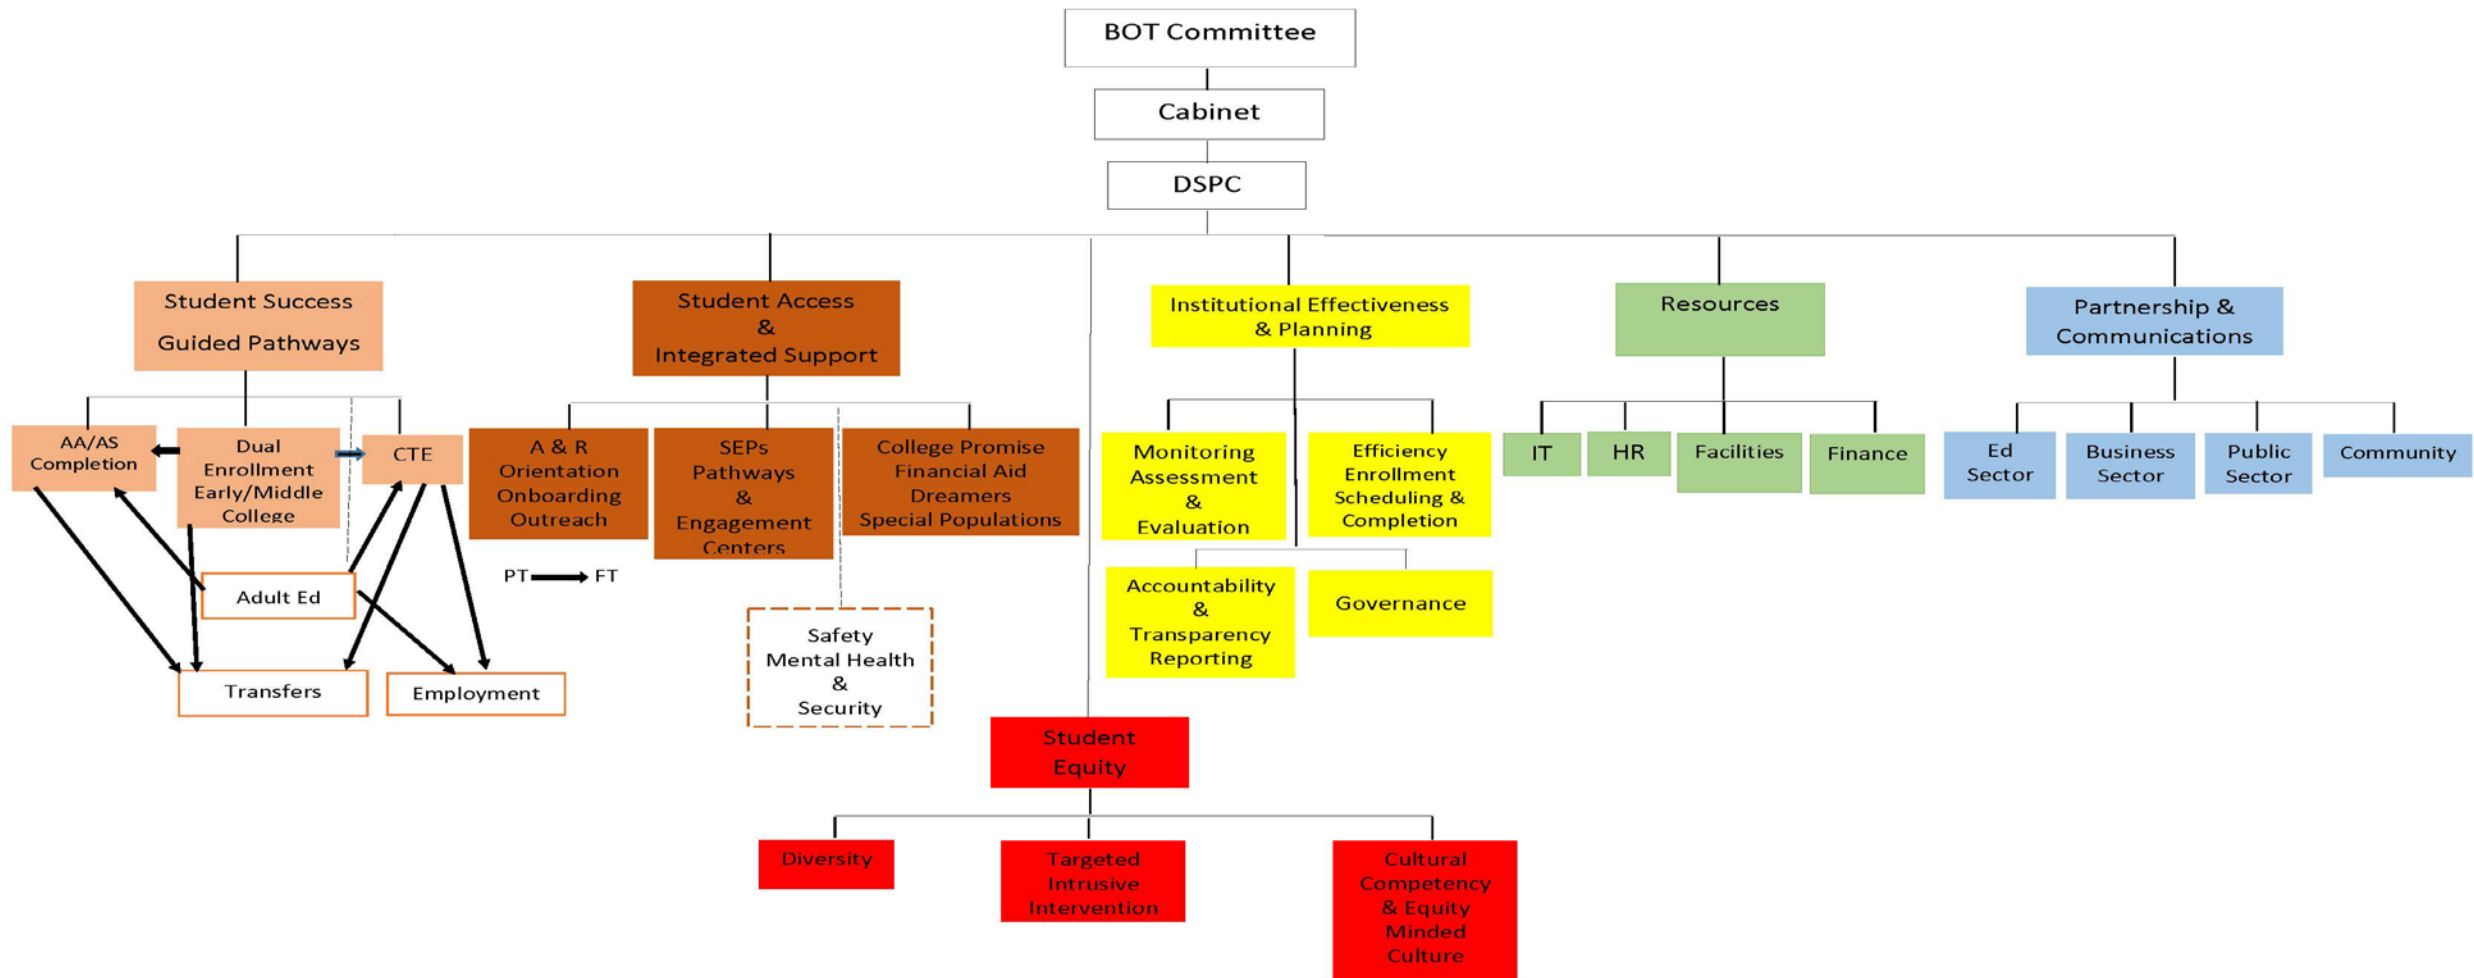 BOT Committee
Cabinet
DSPC
Student Success
Guided Pathways
Student Access
&
Integrated Support
Institutional Effectiveness
& Planning
Resources
Partnership &
Communications
AA/AS
Completion
Dual
Enrollment
Early/Middle
College
CTE
Adult Ed
Transfers
Employment
A & R
Orientation
Onboarding
Outreach
SEPs
Pathways
&
Engagement
Centers
College Promise
Financial Aid
Dreamers
Special Populations
PT FT
Safety
Mental Health
&
Security
Monitoring
Assessment
&
Evaluation
Efficiency
Enrollment
Scheduling &
Completion
Accountability
&
Transparency
Reporting
Governance
IT
HR
Facilities
Finance
Ed
Sector
Business
Sector
Public
Sector
Community
Student
Equity
Diversity
Targeted
Intrusive
Intervention
Cultural
Competency
& Equity
Minded
Culture